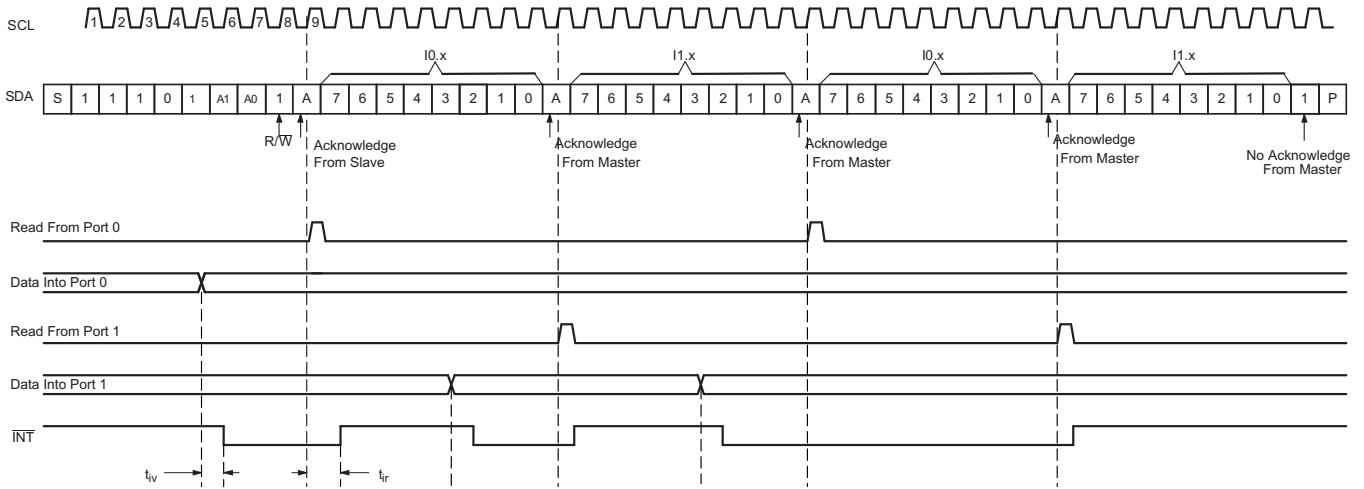 SCL 1 2 3 4 5 6 7 8 9
I0.x I1.x I0.x I1.x
SDA S 1 1 1 0 1 A1 A0 1 A 7 6 5 4 3 2 1 0 A 7 6 5 4 3 2 1 0 A 7 6 5 4 3 2 1 0 A 7 6 5 4 3 2 1 0 1 P
R/W
Acknowledge
From Slave
Acknowledge
From Master
Acknowledge
From Master
Acknowledge
From Master
No Acknowledge
From Master
Read From Port 0
Data Into Port 0
Read From Port 1
Data Into Port 1
INT
tiv tir